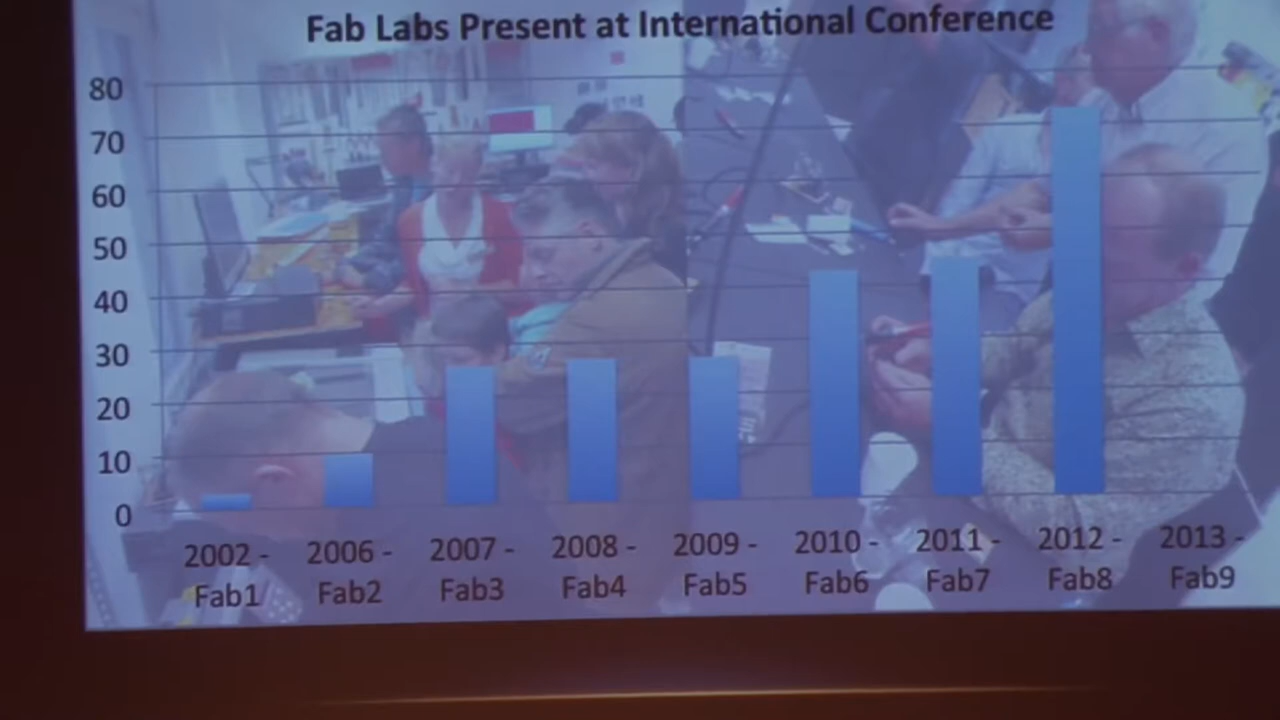 Fab Labs Present at International Conference
80
70
60
50
40
30
20
10
0
2002 - Fab1
2006 - Fab2
2007 - Fab3
2008 - Fab4
2009 - Fab5
2010 - Fab6
2011 - Fab7
2012 - Fab8
2013 - Fab9